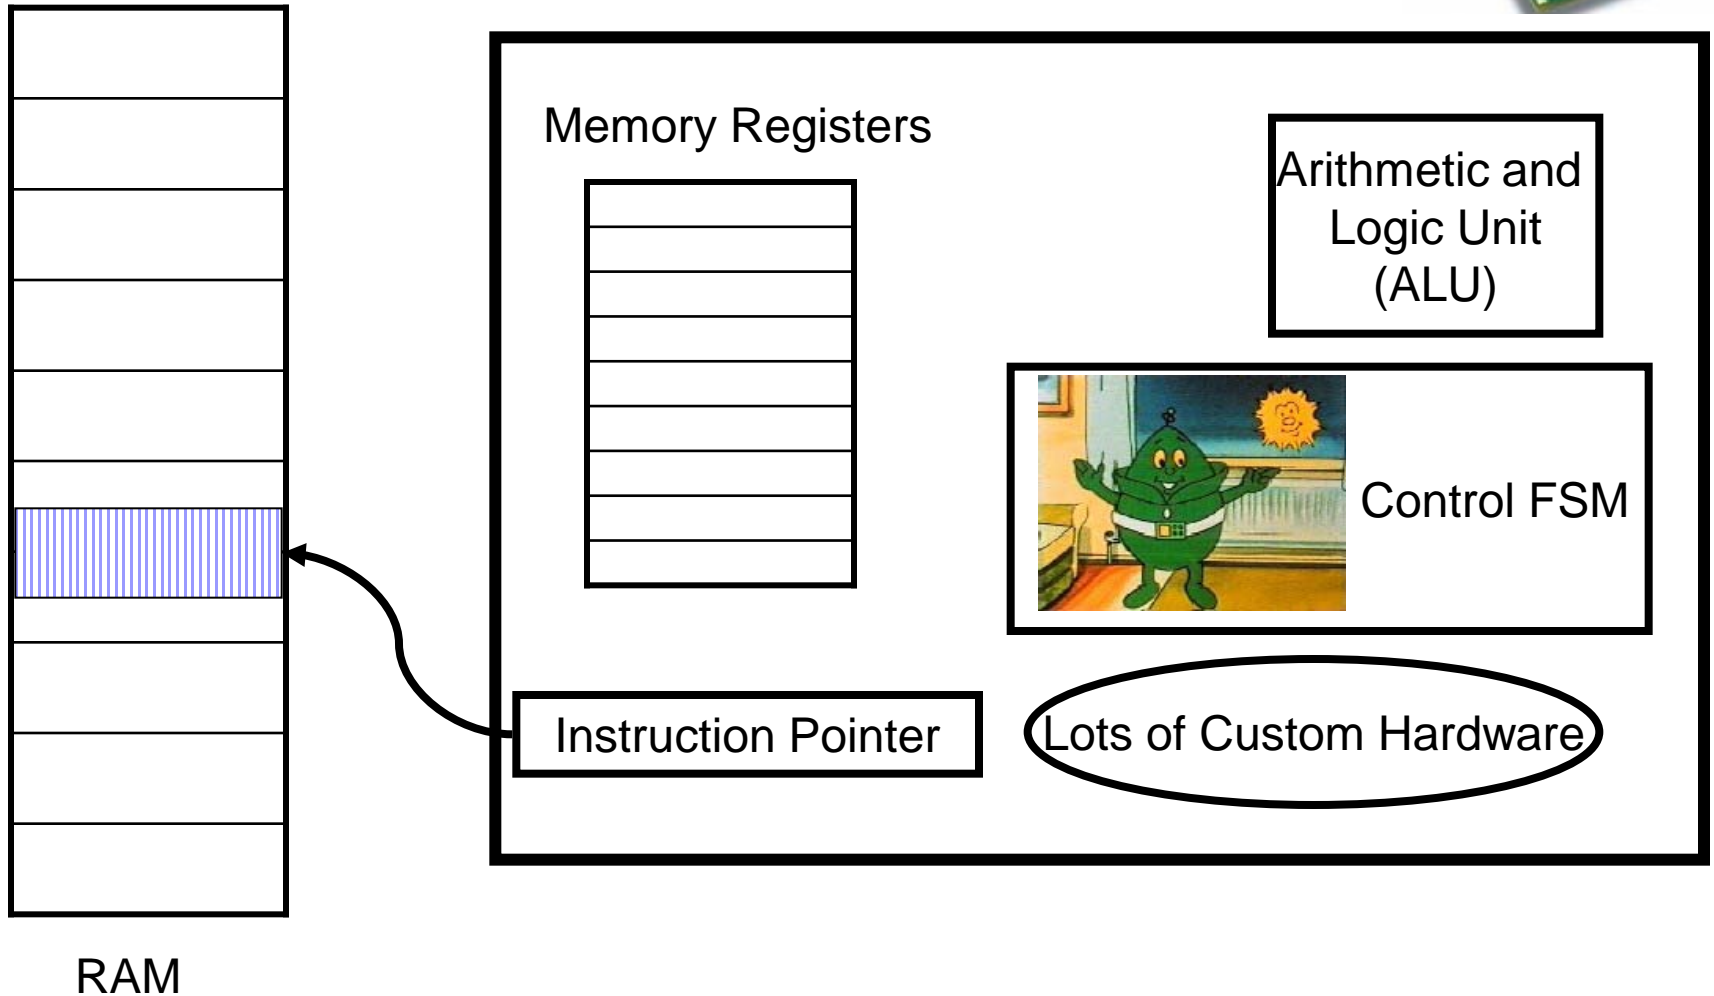 Memory Registers
Arithmetic and
Logic Unit
(ALU)
Control FSM
Instruction Pointer
Lots of Custom Hardware
RAM